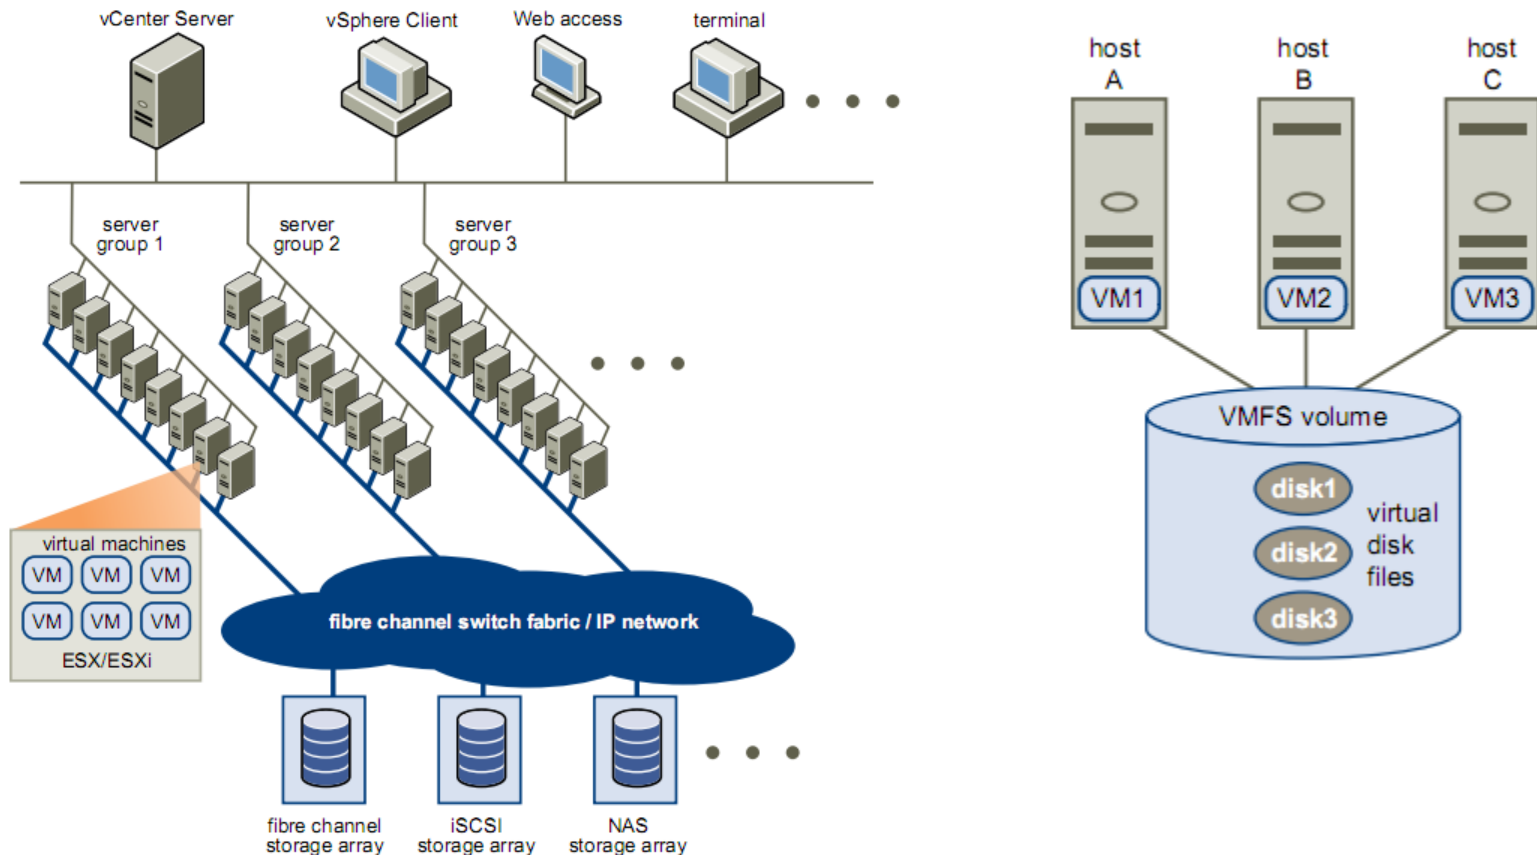 vCenter Server
vSphere Client
Web access
terminal
server
group 1
server
group 2
server
group 3
virtual machines
VM VM VM
VM VM VM
ESX/ESXi
fibre channel switch fabric / IP network
fibre channel
storage array
iSCSI
storage array
NAS
storage array
host
A
host
B
host
C
VM1
VM2
VM3
VMFS volume
disk1
disk2
disk3
virtual
disk
files